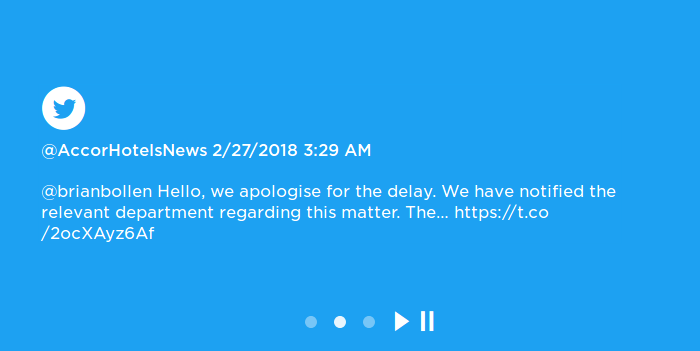 @AccorHotelsNews 2/27/2018 3:29 AM
@brianbollen Hello, we apologise for the delay. We have notified the
relevant department regarding this matter. The... https://t.co
/2ocXAyz6Af